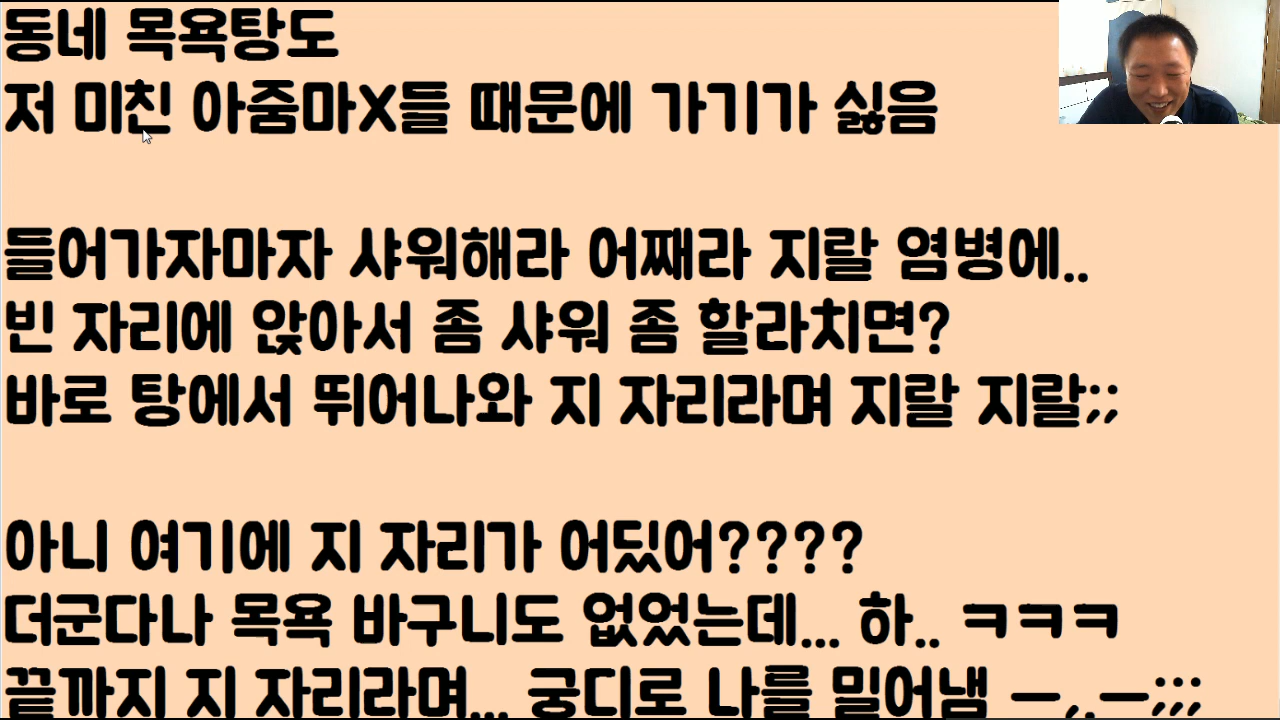 동네 목욕탕도
저 미친 아줌마X들 때문에 가기가 싫음
들어가자마자 샤워해라 어째라 지랄 염병에..
빈 자리에 앉아서 좀 샤워 좀 할라치면?
바로 탕에서 뛰어나와 지 자리라며 지랄 지랄;;
아니 여기에 지 자리가 어딨어????
더군다나 목욕 바구니도 없었는데... 하.. ㅋㅋㅋ
끝까지 지 자리라며... 궁디로 나를 밀어냄 ㅡ,.ㅡ;;;